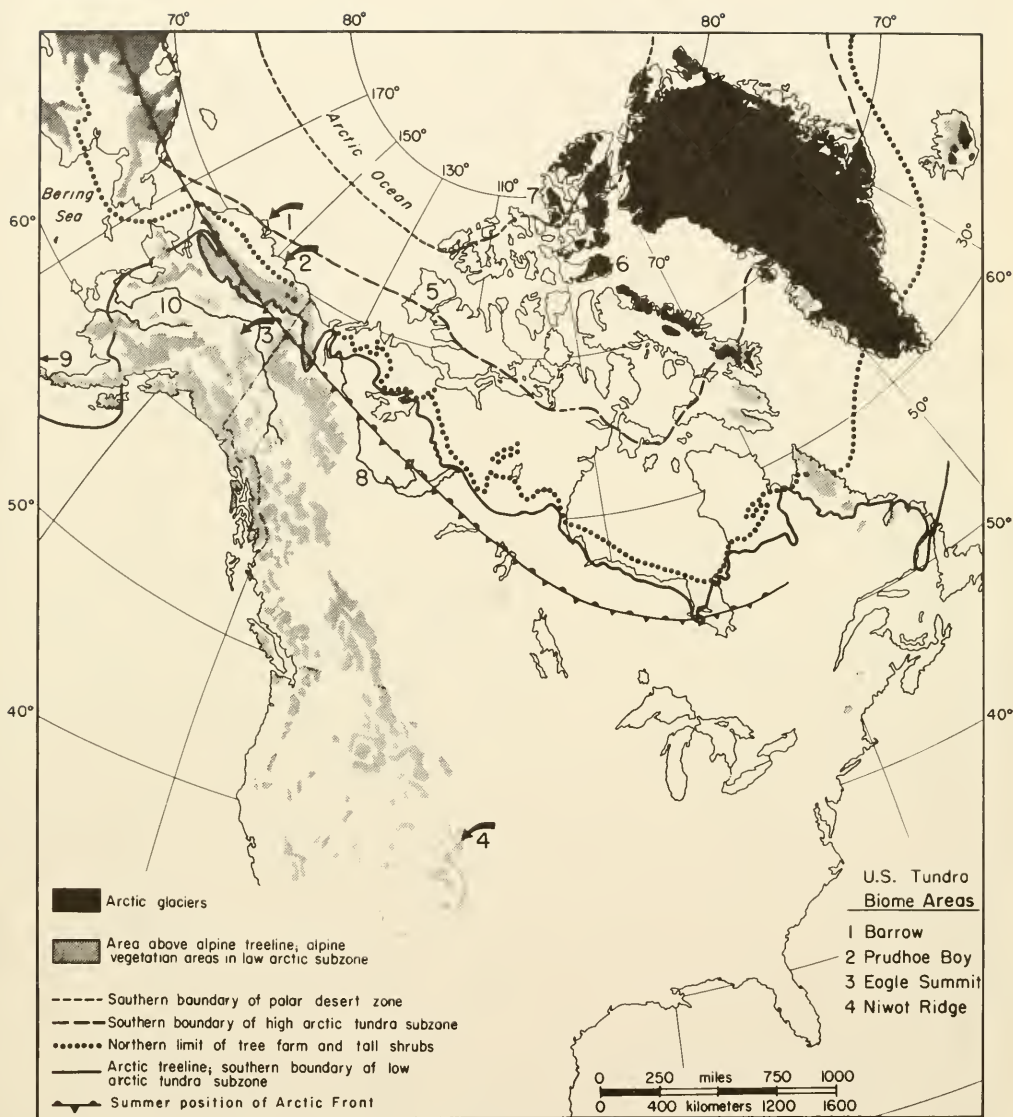 70°
80°
80°
70°
170°
150°
130°
110°
Arctic
Ocean
Bering
Sea
60°
1
2
3
10
←9
5
7
6
70°
30°
60°
50°
8
50°
50°
40°
40°
4
Arctic glaciers
Area above alpine treeline; alpine
vegetation areas in low arctic subzone
Southern boundary of polar desert zone
Southern boundary of high arctic tundra subzone
Northern limit of tree farm and tall shrubs
Arctic treeline; southern boundary of low
arctic tundra subzone
Summer position of Arctic Front
U.S. Tundra
Biome Areas
1 Barrow
2 Prudhoe Boy
3 Eogle Summit
4 Niwot Ridge
0 250 miles 750 1000
0 400 kilometers 1200 1600